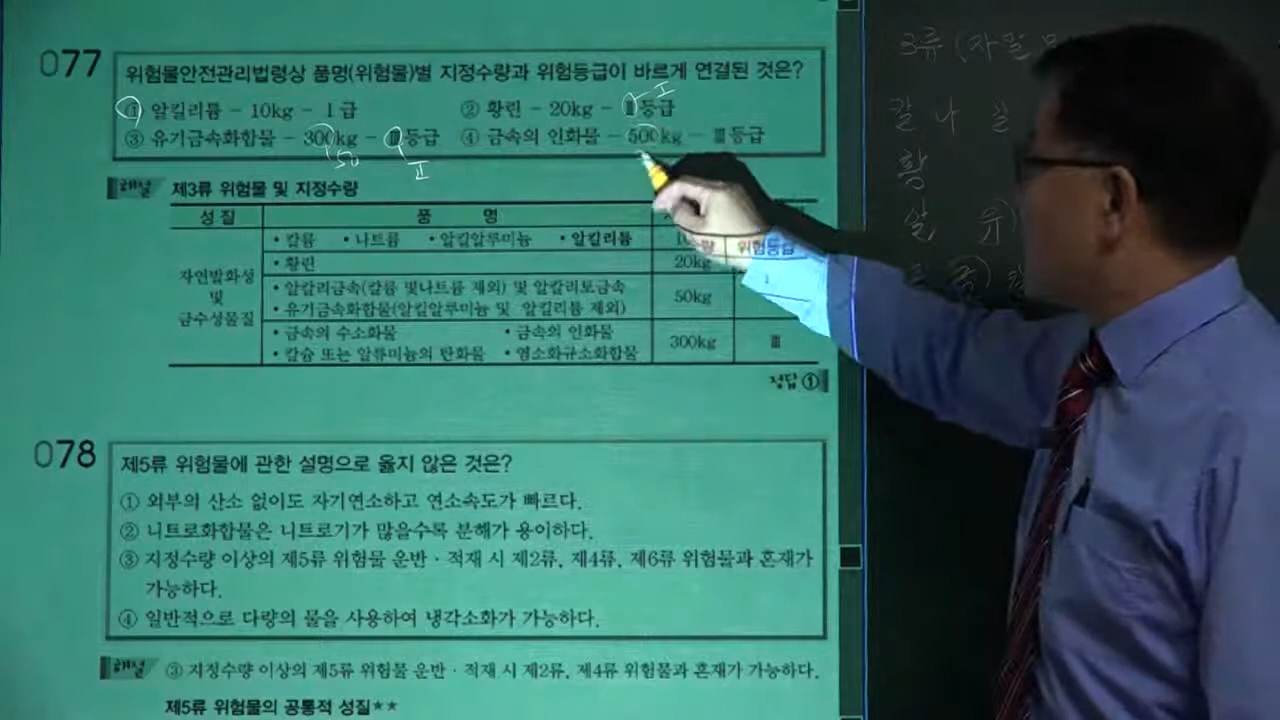 077
위험물안전관리법령상 품명(위험물)별 지정수량과 위험등급이 바르게 연결된 것은?
① 알킬리튬 - 10kg - Ⅰ급 ② 황린 - 20kg - Ⅱ등급
Ⅰ
③ 유기금속화합물 - 300kg - Ⅲ등급 ④ 금속의 인화물 - 500kg - Ⅲ등급
50 Ⅱ
해설 제3류 위험물 및 지정수량
성 질 품 명
• 칼륨 • 나트륨 • 알킬알루미늄 • 알킬리튬 위험등급
• 황린 20kg
자연발화성 및 금수성물질
• 알칼리금속(칼륨 및나트륨 제외) 및 알칼리토금속
• 유기금속화합물(알킬알루미늄 및 알킬리튬 제외) 50kg
• 금속의 수소화물 • 금속의 인화물 300kg Ⅲ
• 칼슘 또는 알류미늄의 탄화물 • 염소화규소화합물
정답 ①
078
제5류 위험물에 관한 설명으로 옳지 않은 것은?
① 외부의 산소 없이도 자기연소하고 연소속도가 빠르다.
② 니트로화합물은 니트로기가 많을수록 분해가 용이하다.
③ 지정수량 이상의 제5류 위험물 운반·적재 시 제2류, 제4류, 제6류 위험물과 혼재가
가능하다.
④ 일반적으로 다량의 물을 사용하여 냉각소화가 가능하다.
해설 ③ 지정수량 이상의 제5류 위험물 운반·적재 시 제2류, 제4류 위험물과 혼재가 가능하다.
제5류 위험물의 공통적 성질★★
3류 (자
칼 나 알
황
알 유)
금)